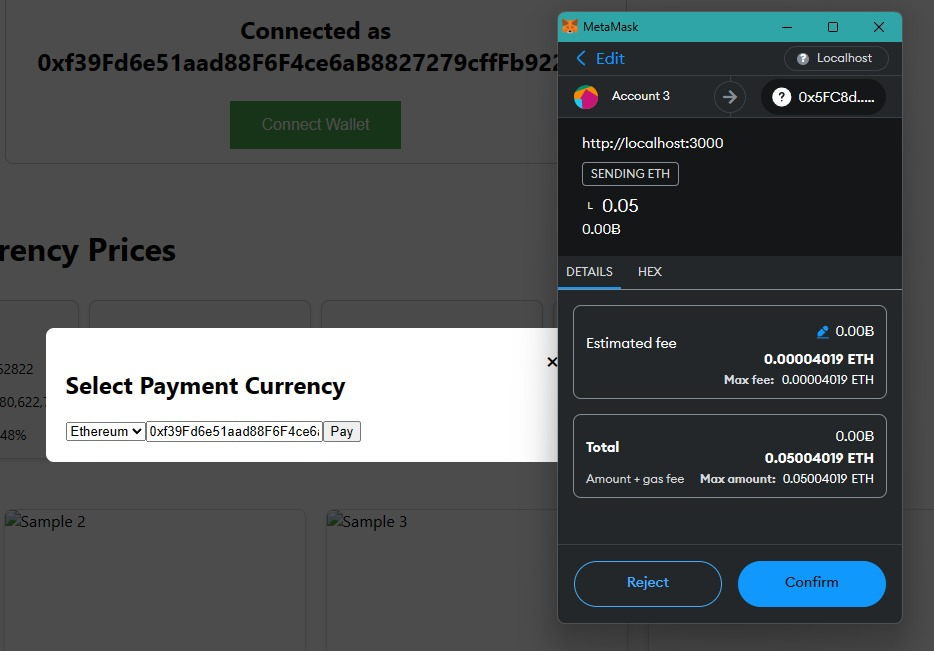 Connected as
0xf39Fd6e51aad88F6F4ce6aB8827279cffFb922
Connect Wallet
rency Prices
52822
80,622,
48%
×
Select Payment Currency
Ethereum 0xf39Fd6e51aad88F6F4ce6 Pay
Sample 2
Sample 3
MetaMask
Edit
? Localhost
Account 3
? 0x5FC8d.....
http://localhost:3000
SENDING ETH
0.05
0.00B
DETAILS HEX
Estimated fee
0.00B
0.00004019 ETH
Max fee: 0.00004019 ETH
Total
0.00B
0.05004019 ETH
Amount + gas fee Max amount: 0.05004019 ETH
Reject
Confirm